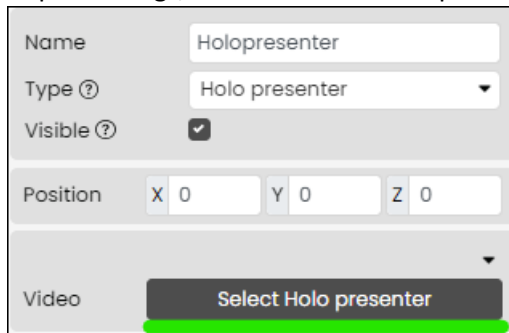 Name Holopresenter
Type ? Holo presenter
Visible ?
Position X 0 Y 0 Z 0
Video Select Holo presenter